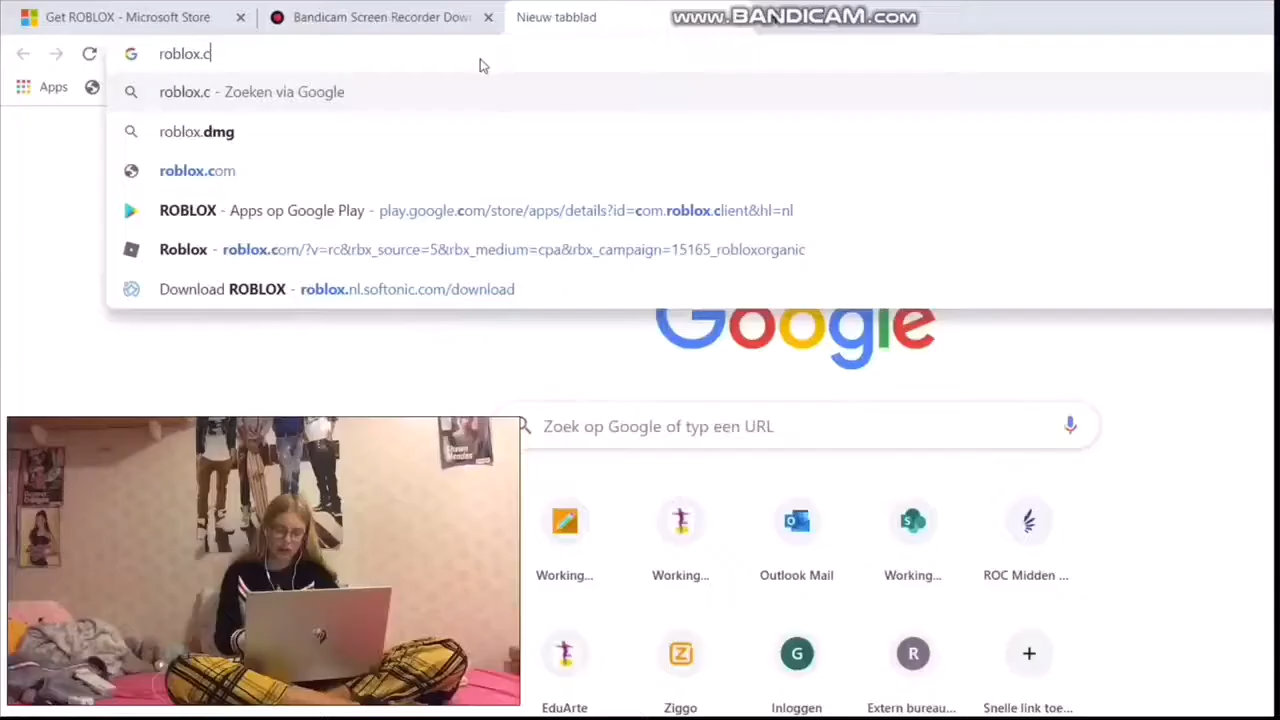 Get ROBLOX - Microsoft Store
Bandicam Screen Recorder Dow
Nieuw tabblad
www.BANDICAM.com
roblox.c
Apps
roblox.c - Zoeken via Google
roblox.dmg
roblox.com
ROBLOX - Apps op Google Play - play.google.com/store/apps/details?id=com.roblox.client&hl=nl
Roblox - roblox.com/?v=rc&rbx_source=5&rbx_medium=cpa&rbx_campaign=15165_robloxorganic
Download ROBLOX - roblox.nl.softonic.com/download
Google
Zoek op Google of typ een URL
Shawn
Mendes
Working...
Working...
Outlook Mail
Working...
ROC Midden ...
G
R
EduArte
Ziggo
Inloggen
Extern bureau...
Snelle link toe...